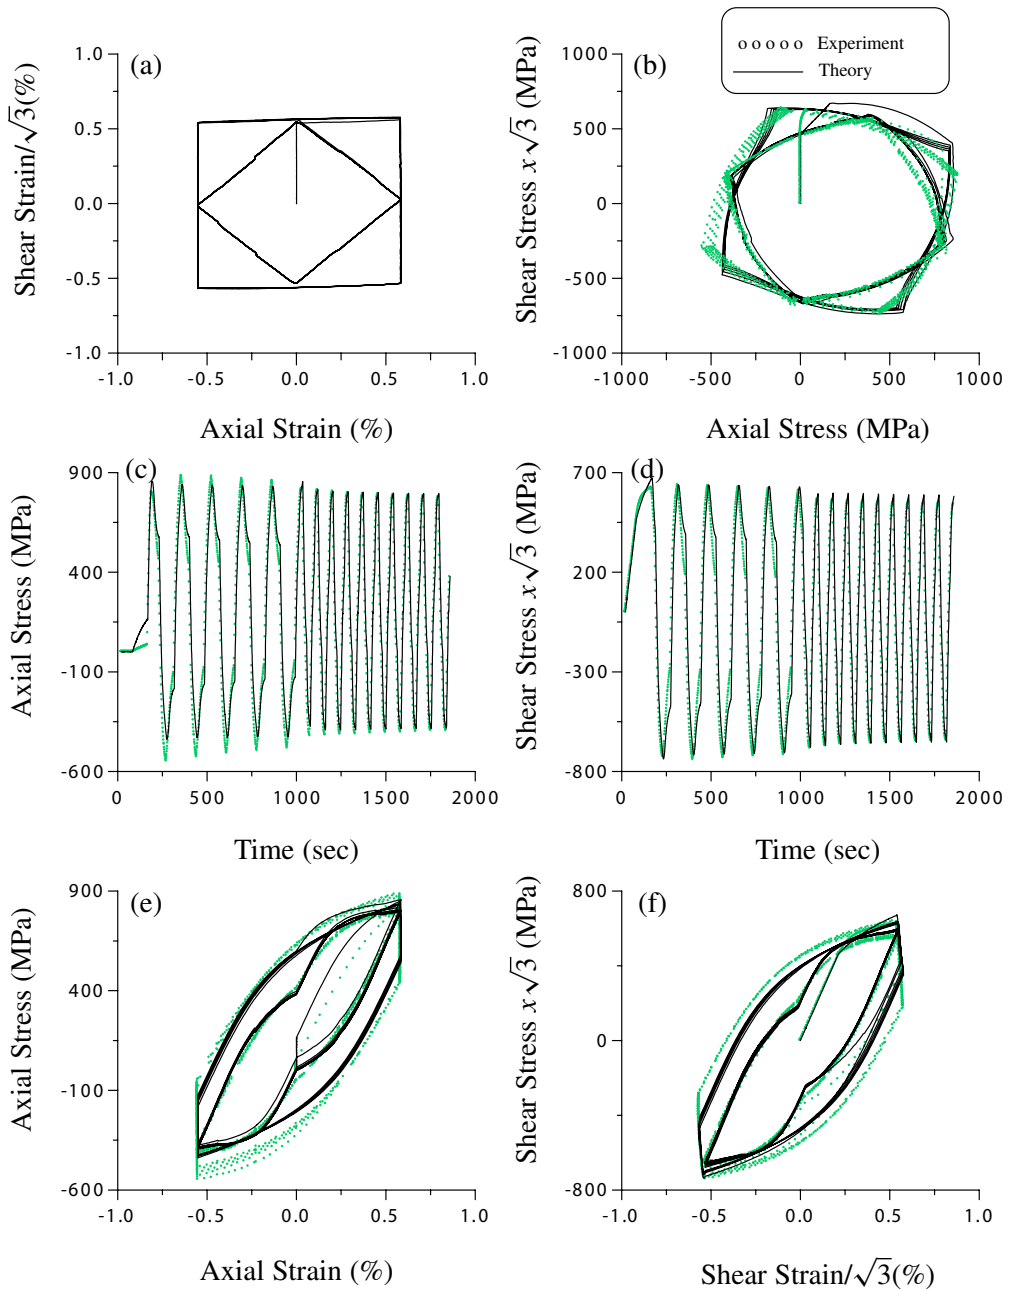 o o o o o Experiment
Theory
(a)
Shear Strain/√3(%)
1.0
0.5
0.0
-0.5
-1.0
-1.0 -0.5 0.0 0.5 1.0
Axial Strain (%)
(b)
Shear Stress x√3 (MPa)
1000
500
0
-500
-1000
-1000 -500 0 500 1000
Axial Stress (MPa)
(c)
Axial Stress (MPa)
900
400
-100
-600
0 500 1000 1500 2000
Time (sec)
(d)
Shear Stress x√3 (MPa)
700
200
-300
-800
0 500 1000 1500 2000
Time (sec)
(e)
Axial Stress (MPa)
900
400
-100
-600
-1.0 -0.5 0.0 0.5 1.0
Axial Strain (%)
(f)
Shear Stress x√3 (MPa)
800
400
0
-400
-800
-1.0 -0.5 0.0 0.5 1.0
Shear Strain/√3(%)